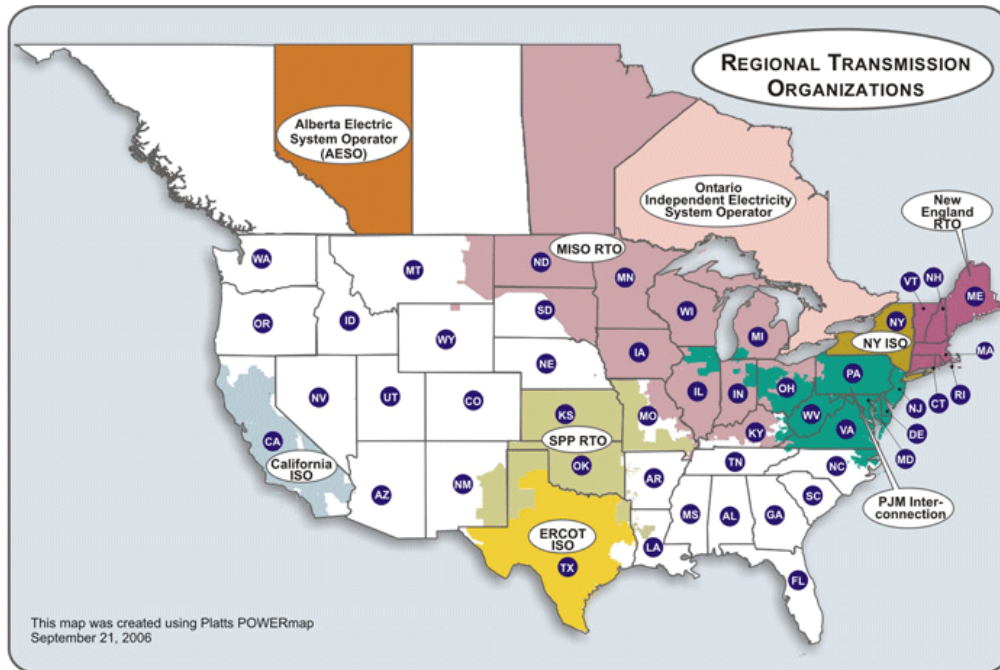 REGIONAL TRANSMISSION
ORGANIZATIONS
Alberta Electric
System Operator
(AESO)
Ontario
Independent Electricity
System Operator
New
England
RTO
MISO RTO
WA
MT
ND
MN
VT
NH
ME
OR
ID
WY
SD
WI
MI
NY
NY ISO
MA
NE
IA
PA
NV
UT
CO
IL
IN
OH
NJ
CT
RI
CA
KS
MO
WV
VA
DE
KY
MD
California
ISO
SPP RTO
AZ
NM
OK
AR
TN
NC
SC
PJM Inter-
connection
MS
AL
GA
ERCOT
ISO
LA
TX
FL
This map was created using Platts POWERmap
September 21, 2006